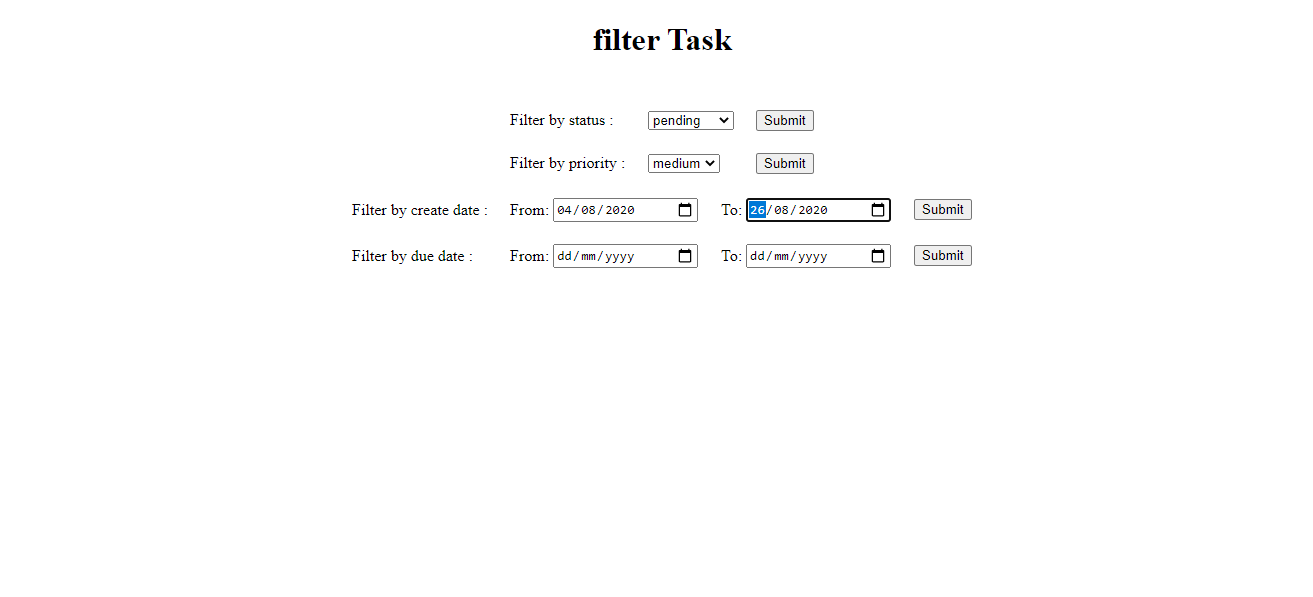 filter Task
Filter by status : pending Submit
Filter by priority : medium Submit
Filter by create date : From: 04/08/2020 To: 26/08/2020 Submit
Filter by due date : From: dd/mm/yyyy To: dd/mm/yyyy Submit